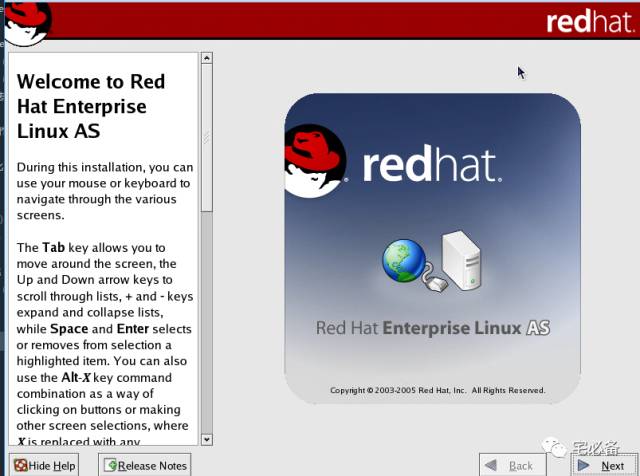 redhat.
Welcome to Red
Hat Enterprise
Linux AS
During this installation, you can
use your mouse or keyboard to
navigate through the various
screens.
The Tab key allows you to
move around the screen, the
Up and Down arrow keys to
scroll through lists, + and - keys
expand and collapse lists,
while Space and Enter selects
or removes from selection a
highlighted item. You can also
use the Alt-X key command
combination as a way of
clicking on buttons or making
other screen selections, where
X is replaced with any
redhat.
Red Hat Enterprise Linux AS
Copyright © 2003-2005 Red Hat, Inc. All Rights Reserved.
Hide Help
Release Notes
Back
Next
宅必备